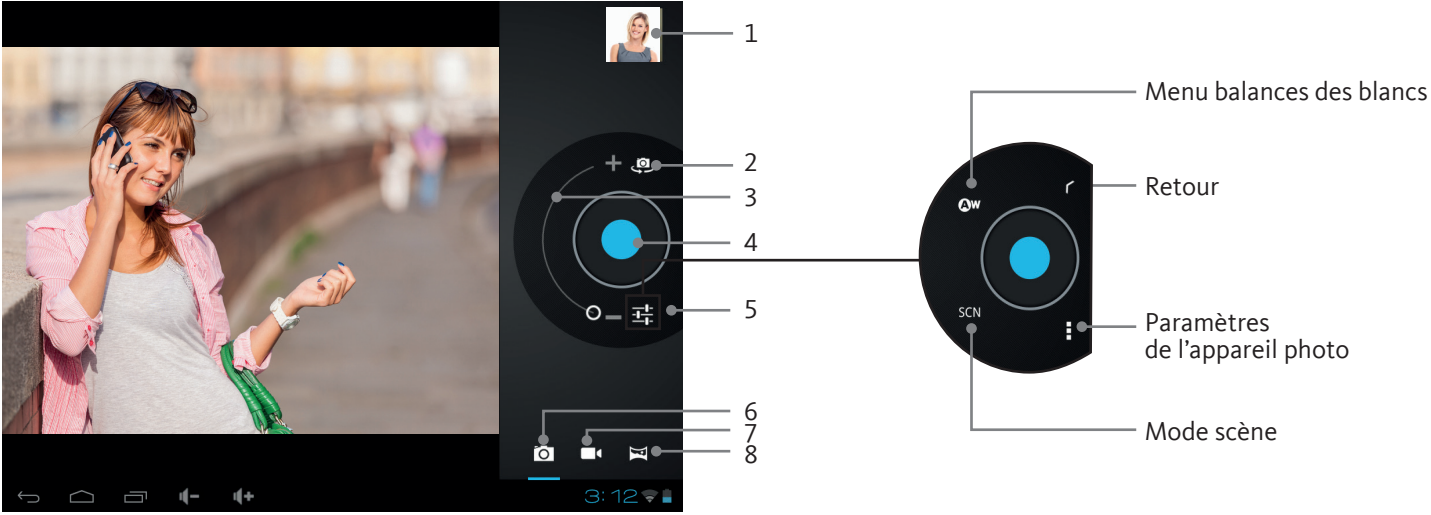 1
2
3
4
5
6
7
8
3:12
Menu balances des blancs
Retour
Paramètres
de l'appareil photo
Mode scène
AW
SCN